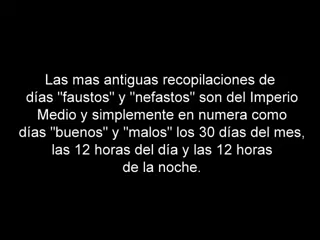 Las mas antiguas recopilaciones de
días "faustos" y "nefastos" son del Imperio
Medio y simplemente en numera como
días "buenos" y "malos" los 30 días del mes,
las 12 horas del día y las 12 horas
de la noche.